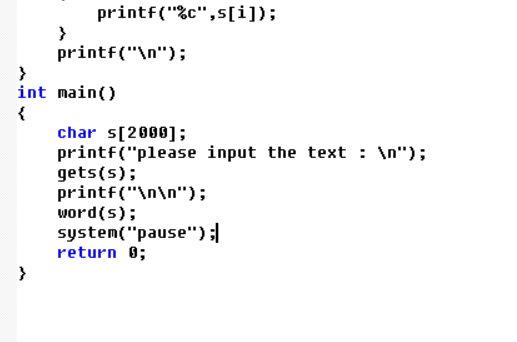 printf("%c",s[i]);
}
printf("\n");
}
int main()
{
char s[2000];
printf("please input the text : \n");
gets(s);
printf("\n\n");
word(s);
system("pause");
return 0;
}